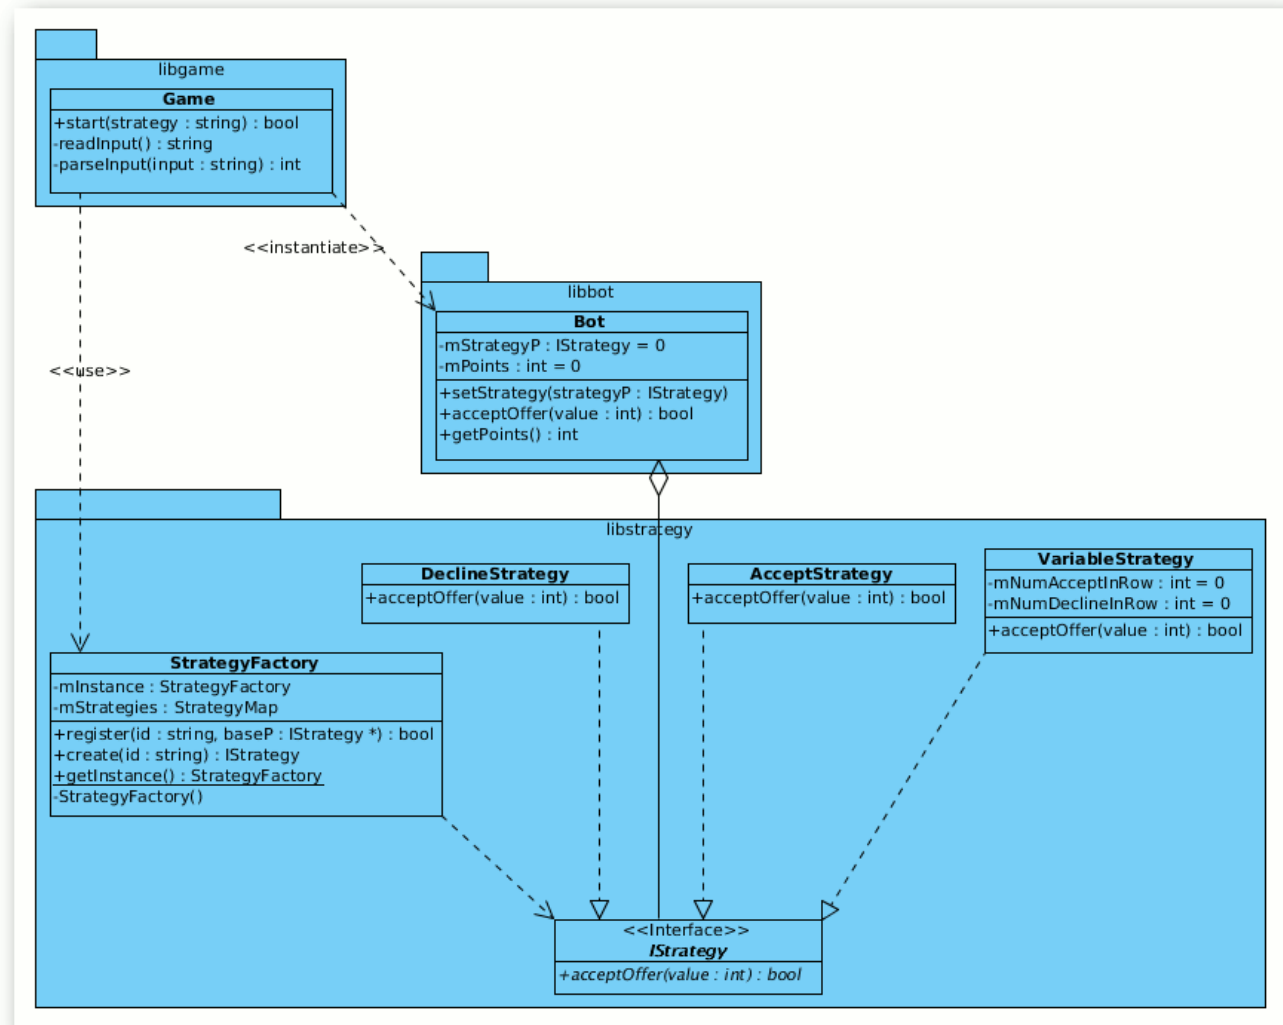 libgame
Game
+start(strategy : string) : bool
-readInput() : string
-parseInput(input : string) : int
<<instantiate>>
libbot
Bot
-mStrategyP : IStrategy = 0
-mPoints : int = 0
+setStrategy(strategyP : IStrategy)
+acceptOffer(value : int) : bool
+getPoints() : int
<<use>>
libstrategy
DeclineStrategy
+acceptOffer(value : int) : bool
AcceptStrategy
+acceptOffer(value : int) : bool
VariableStrategy
-mNumAcceptInRow : int = 0
-mNumDeclineInRow : int = 0
+acceptOffer(value : int) : bool
StrategyFactory
-mInstance : StrategyFactory
-mStrategies : StrategyMap
+register(id : string, baseP : IStrategy *) : bool
+create(id : string) : IStrategy
+getInstance() : StrategyFactory
-StrategyFactory()
<<Interface>>
IStrategy
+acceptOffer(value : int) : bool